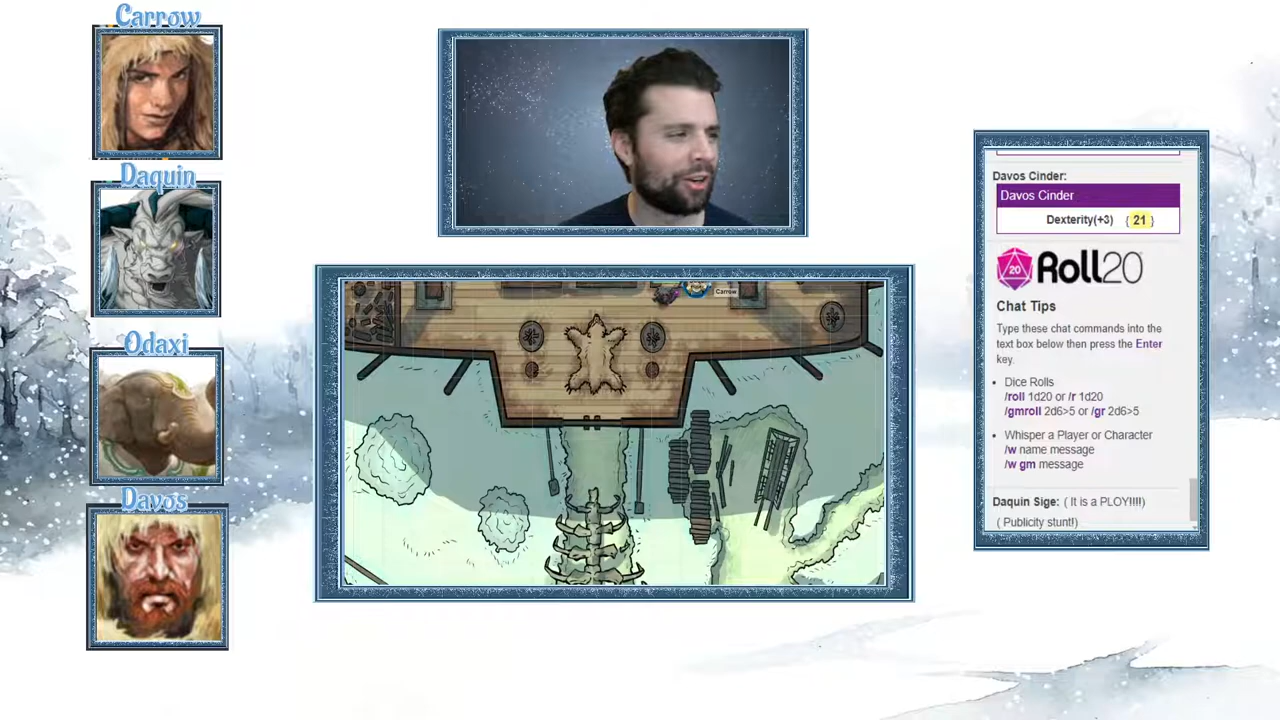 Carrow
Daquin
Odaxi
Davos
Carrow
Davos Cinder:
Davos Cinder
Dexterity(+3) { 21 }
20 Roll20
Chat Tips
Type these chat commands into the
text box below then press the Enter
key.
• Dice Rolls
/roll 1d20 or /r 1d20
/gmroll 2d6>5 or /gr 2d6>5
• Whisper a Player or Character
/w name message
/w gm message
Daquin Sige: ( It is a PLOY!!!!)
( Publicity stunt!)